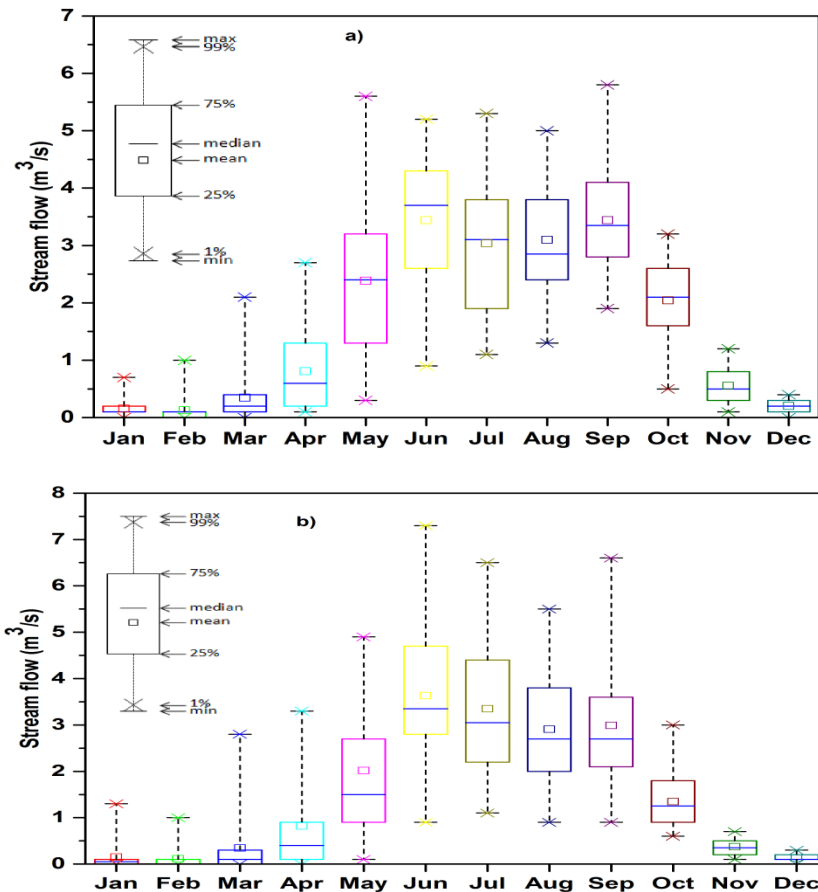 7
6
5
4
3
2
1
0
Stream flow (m³/s)
a)
max
99%
75%
median
mean
25%
1%
min
Jan Feb Mar Apr May Jun Jul Aug Sep Oct Nov Dec
8
7
6
5
4
3
2
1
0
Stream flow (m³/s)
b)
max
99%
75%
median
mean
25%
1%
min
Jan Feb Mar Apr May Jun Jul Aug Sep Oct Nov Dec